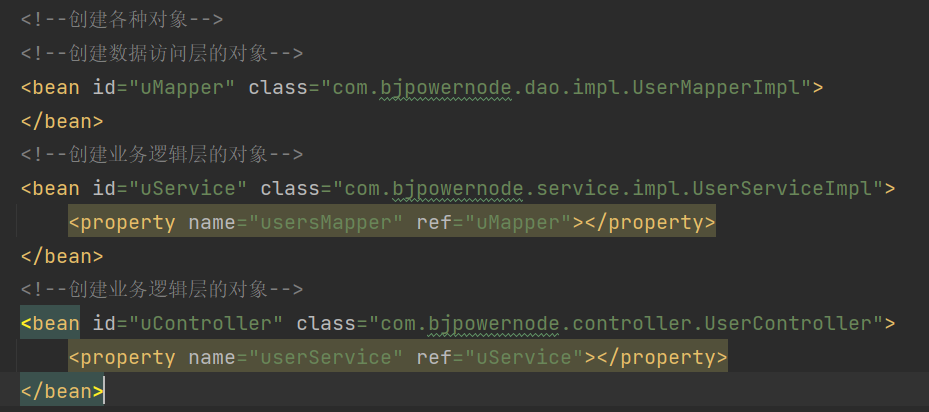 <!--创建各种对象-->
<!--创建数据访问层的对象-->
<bean id="uMapper" class="com.bjpowernode.dao.impl.UserMapperImpl">
</bean>
<!--创建业务逻辑层的对象-->
<bean id="uService" class="com.bjpowernode.service.impl.UserServiceImpl">
    <property name="usersMapper" ref="uMapper"></property>
</bean>
<!--创建业务逻辑层的对象-->
<bean id="uController" class="com.bjpowernode.controller.UserController">
    <property name="userService" ref="uService"></property>
</bean>